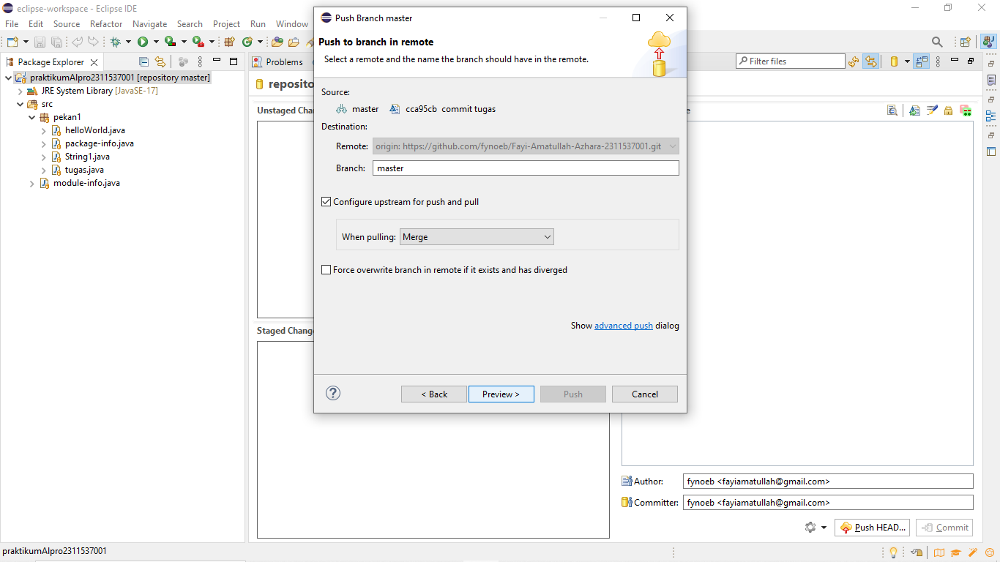 eclipse-workspace - Eclipse IDE
File Edit Source Refactor Navigate Search Project Run Window
Package Explorer
praktikumAlpro2311537001 [repository master]
JRE System Library [JavaSE-17]
src
pekan1
helloWorld.java
package-info.java
String1.java
tugas.java
module-info.java
Problems
Filter files
Unstaged
Staged
Push Branch master
Push to branch in remote
Select a remote and the name the branch should have in the remote.
Source:
master cca95cb commit tugas
Destination:
Remote: origin: https://github.com/fynoeb/Fayi-Amatullah-Azhara-2311537001.git
Branch: master
Configure upstream for push and pull
When pulling: Merge
Force overwrite branch in remote if it exists and has diverged
Show advanced push dialog
? < Back Preview > Push Cancel
Author: fynoeb <fayiamatullah@gmail.com>
Committer: fynoeb <fayiamatullah@gmail.com>
Push HEAD... Commit
praktikumAlpro2311537001